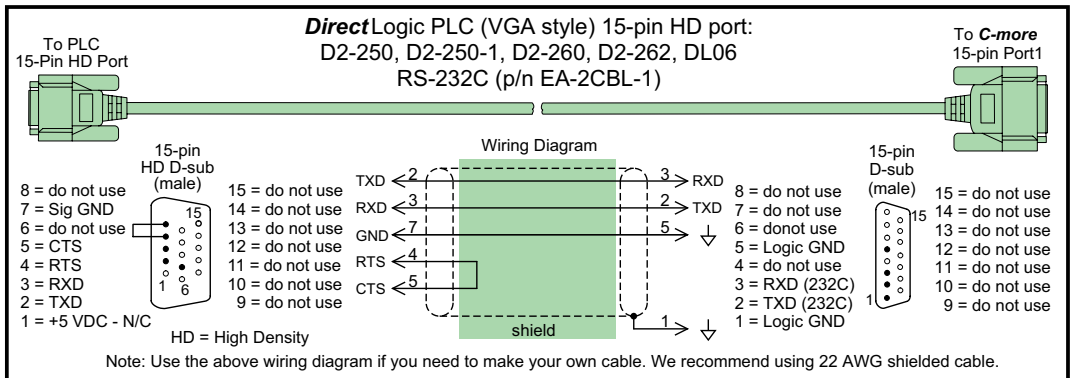 DirectLogic PLC (VGA style) 15-pin HD port:
D2-250, D2-250-1, D2-260, D2-262, DL06
RS-232C (p/n EA-2CBL-1)
To PLC
15-Pin HD Port
To C-more
15-pin Port1
15-pin
HD D-sub
(male)
8 = do not use
7 = Sig GND
6 = do not use
5 = CTS
4 = RTS
3 = RXD
2 = TXD
1 = +5 VDC - N/C
15
1
6
15 = do not use
14 = do not use
13 = do not use
12 = do not use
11 = do not use
10 = do not use
9 = do not use
HD = High Density
Wiring Diagram
TXD 2 3 RXD
RXD 3 2 TXD
GND 7 5
RTS 4
CTS 5
1
shield
8 = do not use
7 = do not use
6 = donot use
5 = Logic GND
4 = do not use
3 = RXD (232C)
2 = TXD (232C)
1 = Logic GND
15-pin
D-sub
(male)
15
1
15 = do not use
14 = do not use
13 = do not use
12 = do not use
11 = do not use
10 = do not use
9 = do not use
Note: Use the above wiring diagram if you need to make your own cable. We recommend using 22 AWG shielded cable.